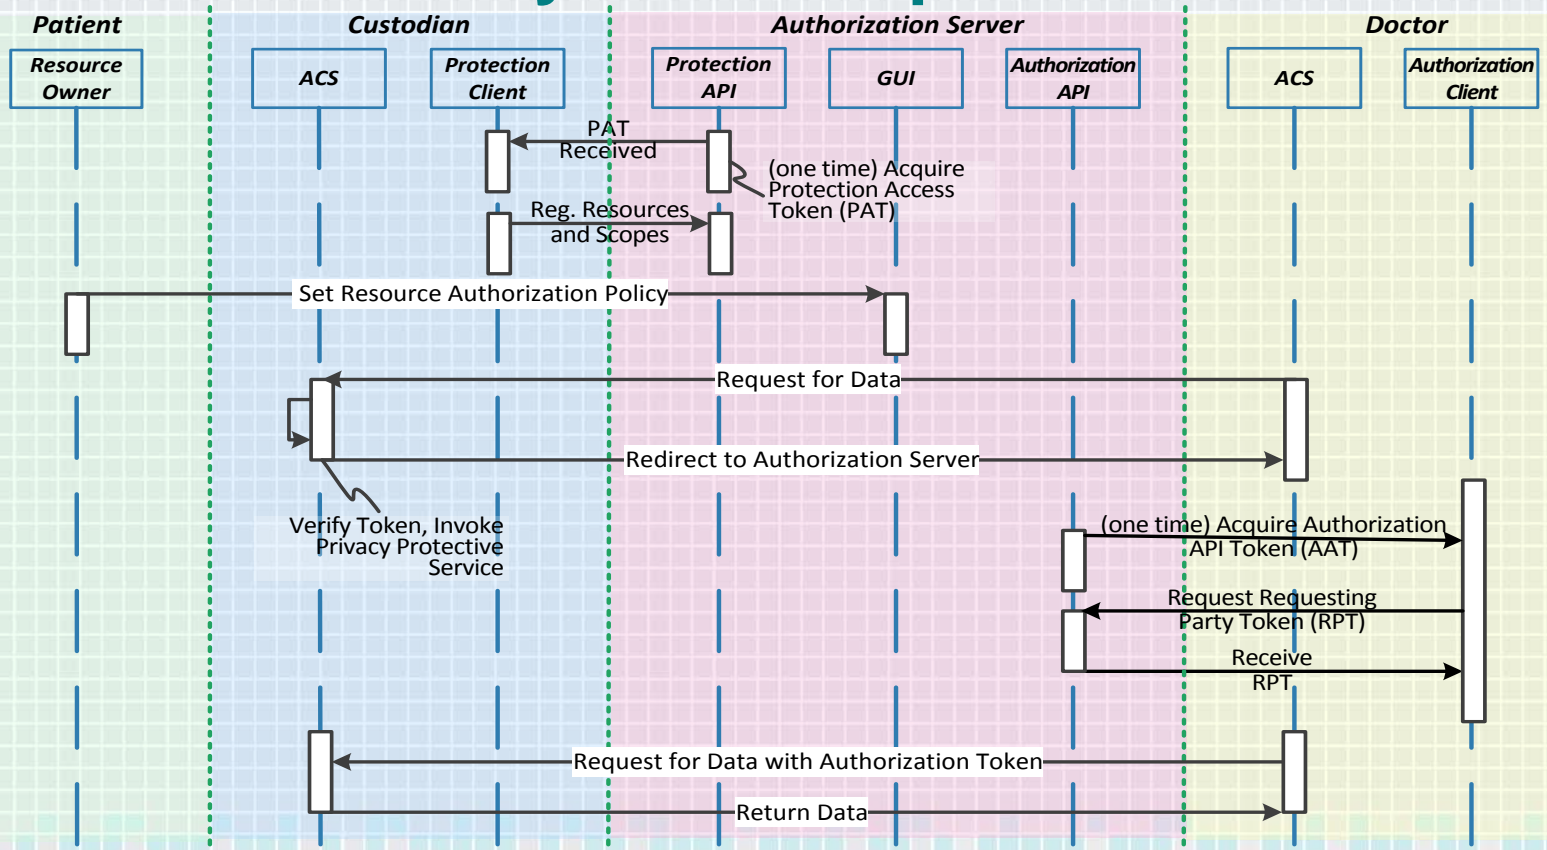 Patient
Custodian
Authorization Server
Doctor
Resource
Owner
ACS
Protection
Client
Protection
API
GUI
Authorization
API
ACS
Authorization
Client
PAT
Received
(one time) Acquire
Protection Access
Token (PAT)
Reg. Resources
and Scopes
Set Resource Authorization Policy
Request for Data
Redirect to Authorization Server
Verify Token, Invoke
Privacy Protective
Service
(one time) Acquire Authorization
API Token (AAT)
Request Requesting
Party Token (RPT)
Receive
RPT
Request for Data with Authorization Token
Return Data